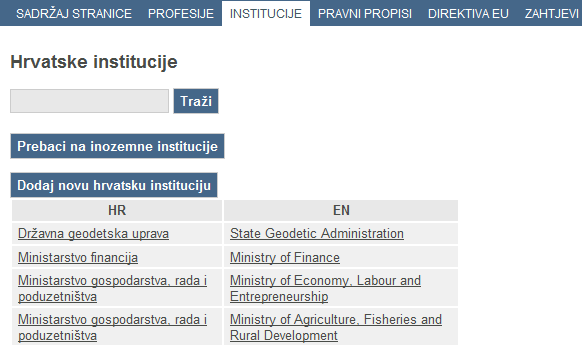 SADRŽAJ STRANICE PROFESIJE INSTITUCIJE PRAVNI PROPISI DIREKTIVA EU ZAHTJEVI
Hrvatske institucije
Traži
Prebaci na inozemne institucije
Dodaj novu hrvatsku instituciju
HR EN
Državna geodetska uprava State Geodetic Administration
Ministarstvo financija Ministry of Finance
Ministarstvo gospodarstva, rada i Ministry of Economy, Labour and
poduzetništva Entrepreneurship
Ministarstvo gospodarstva, rada i Ministry of Agriculture, Fisheries and
poduzetništva Rural Development